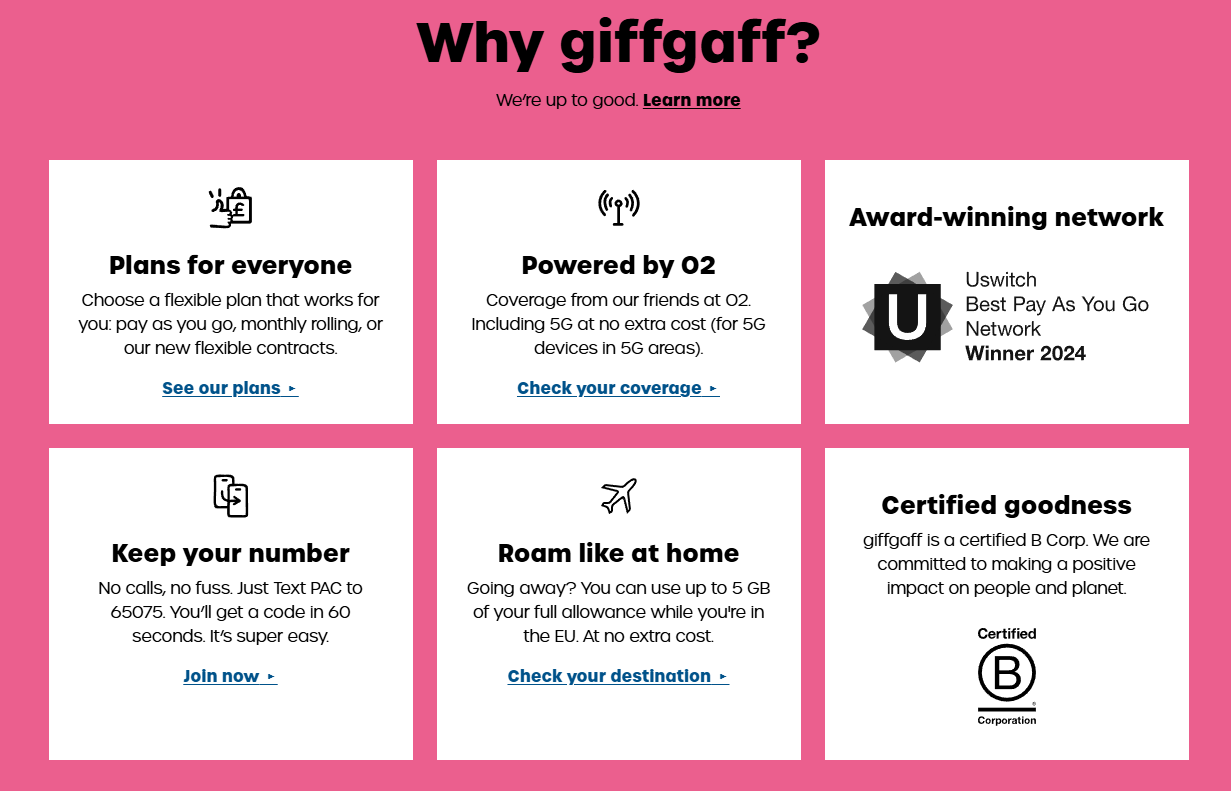 Why giffgaff?
We're up to good. Learn more
Plans for everyone
Choose a flexible plan that works for
you: pay as you go, monthly rolling, or
our new flexible contracts.
See our plans ▸
Powered by O2
Coverage from our friends at O2.
Including 5G at no extra cost (for 5G
devices in 5G areas).
Check your coverage ▸
Award-winning network
U
Uswitch
Best Pay As You Go
Network
Winner 2024
£
Keep your number
No calls, no fuss. Just Text PAC to
65075. You'll get a code in 60
seconds. It's super easy.
Join now ▸
Roam like at home
Going away? You can use up to 5 GB
of your full allowance while you're in
the EU. At no extra cost.
Check your destination ▸
Certified goodness
giffgaff is a certified B Corp. We are
committed to making a positive
impact on people and planet.
Certified
B
®
Corporation